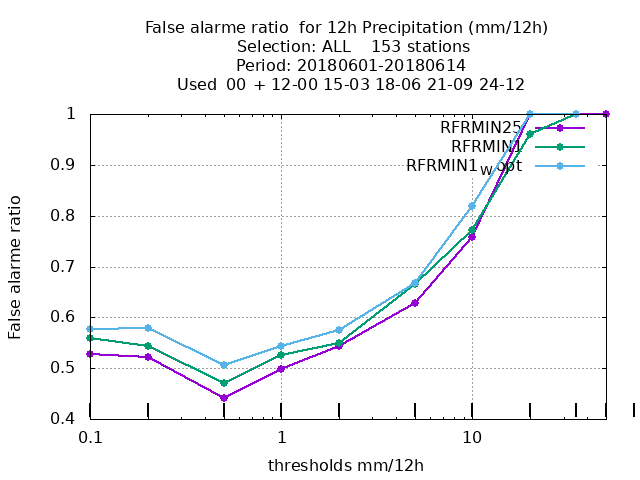 False alarme ratio  for 12h Precipitation (mm/12h)
Selection: ALL    153 stations
Period: 20180601-20180614
Used  00 + 12-00 15-03 18-06 21-09 24-12
RFRMIN25
RFRMIN1
RFRMIN1wopt
False alarme ratio
1
0.9
0.8
0.7
0.6
0.5
0.4
0.1
1
10
thresholds mm/12h